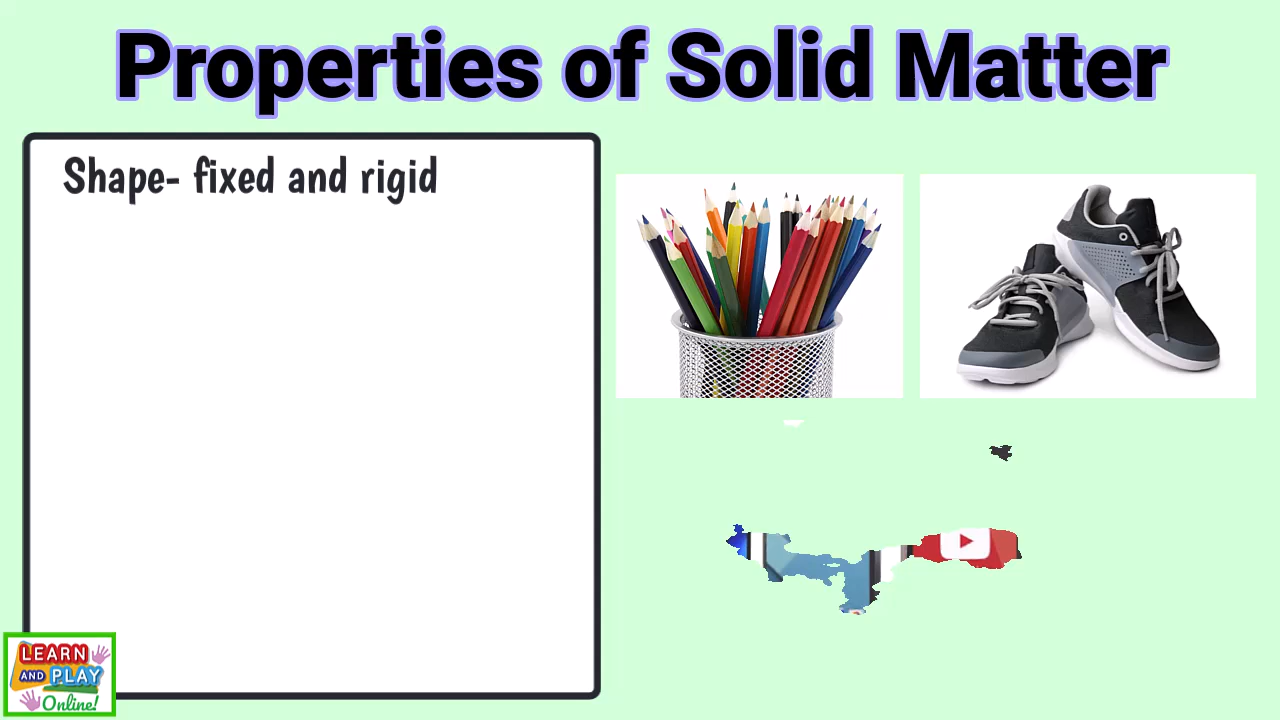 Properties of Solid Matter
Shape- fixed and rigid
LEARN
AND PLAY
Online!